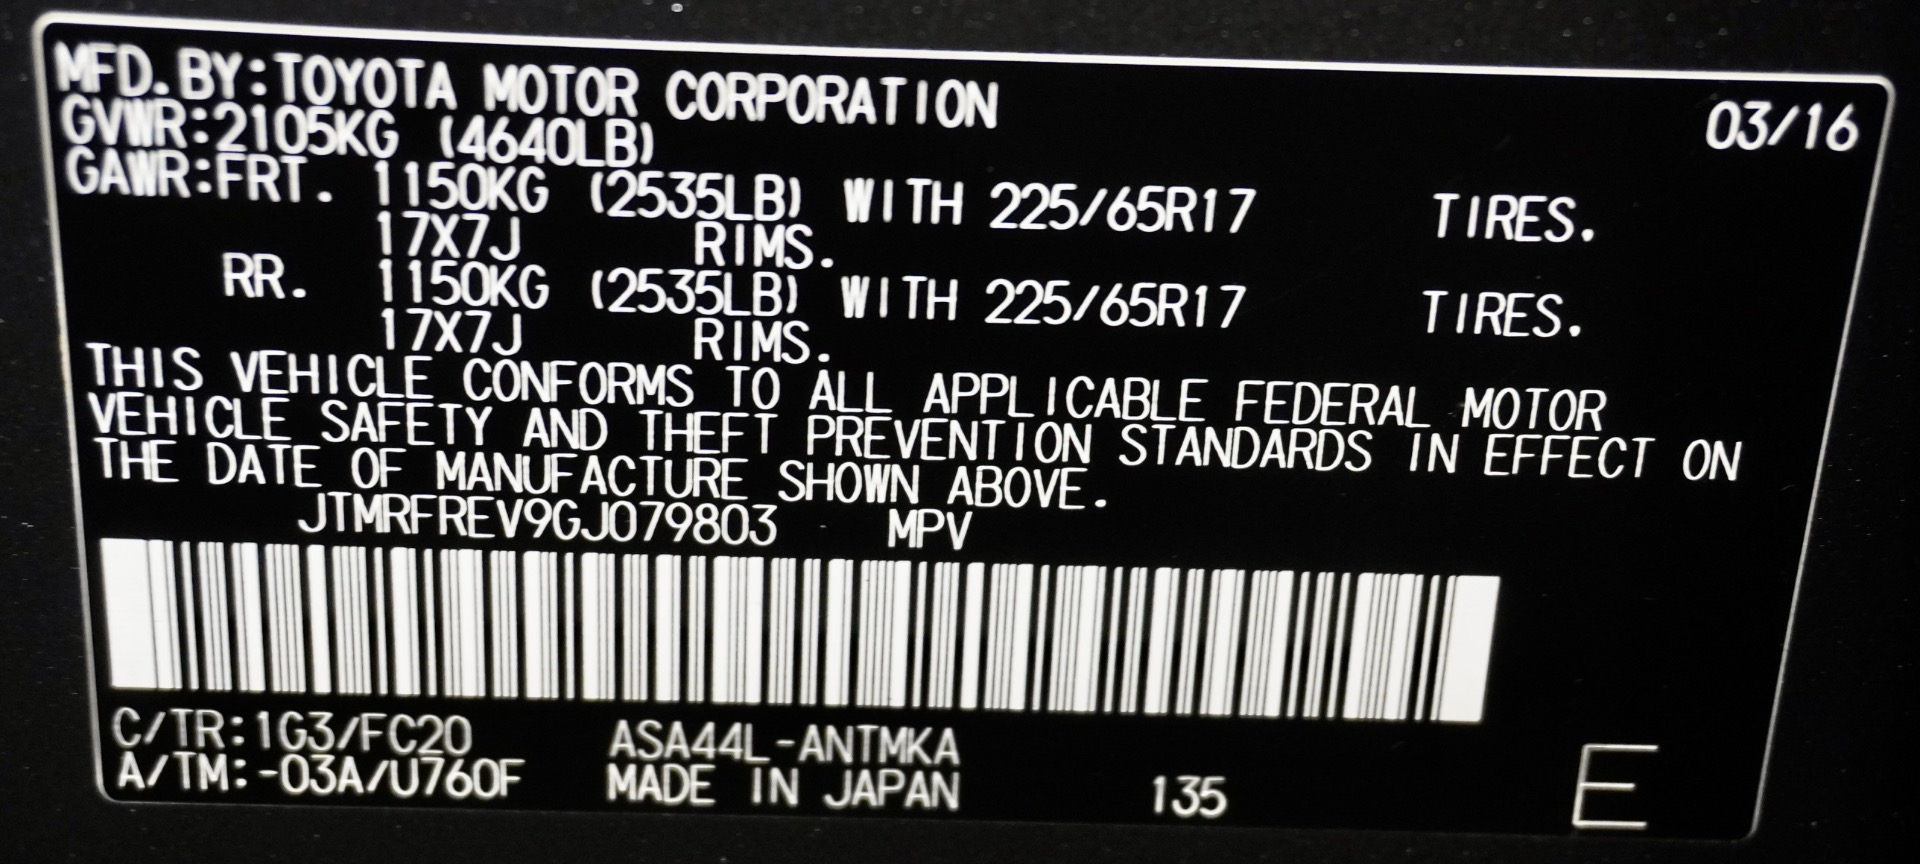 MFD.BY:TOYOTA MOTOR CORPORATION 03/16
GVWR:2105KG (4640LB)
GAWR:FRT. 1150KG (2535LB) WITH 225/65R17 TIRES.
17X7J RIMS.
RR. 1150KG (2535LB) WITH 225/65R17 TIRES.
17X7J RIMS.
THIS VEHICLE CONFORMS TO ALL APPLICABLE FEDERAL MOTOR
VEHICLE SAFETY AND THEFT PREVENTION STANDARDS IN EFFECT ON
THE DATE OF MANUFACTURE SHOWN ABOVE.
JTMRFREV9GJ079803 MPV
C/TR:1G3/FC20 ASA44L-ANTMKA
A/TM:-03A/U760F MADE IN JAPAN 135 E